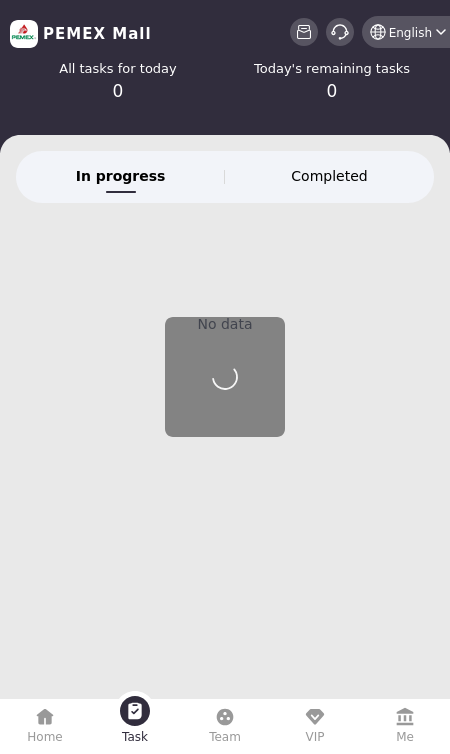 PEMEX
PEMEX Mall
English
All tasks for today
Today's remaining tasks
0
0
In progress
Completed
No data
Home
Task
Team
VIP
Me